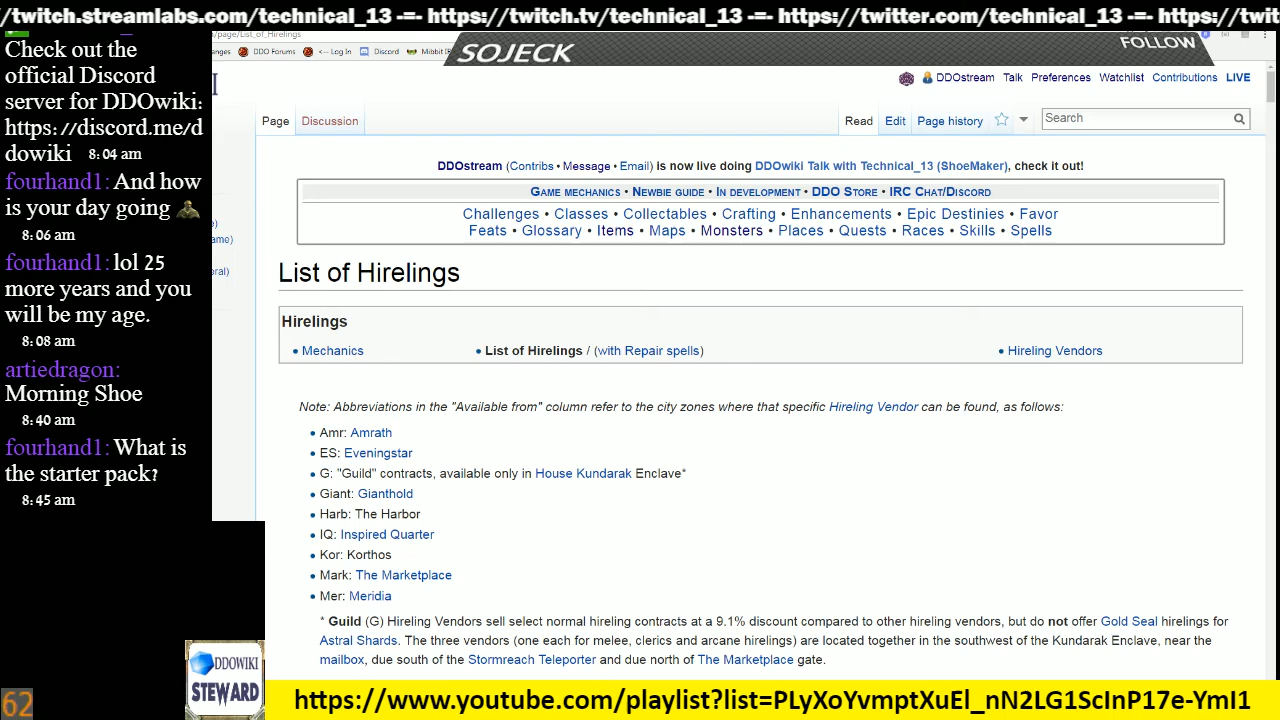 /twitch.streamlabs.com/technical_13 -=- https://twitch.tv/technical_13 -=- https://twitter.com/technical_13 -=- https://twit
/page/List_of_Hirelings
nges DDO Forums <-- Log In Discord Mibbit
SOJECK
FOLLOW
Check out the
official Discord
server for DDOwiki:
https://discord.me/d
dowiki 8:04 am
fourhand1: And how
is your day going
8:06 am
fourhand1: lol 25
more years and you
will be my age.
8:08 am
artiedragon:
Morning Shoe
8:40 am
fourhand1: What is
the starter pack?
8:45 am
DDOstream Talk Preferences Watchlist Contributions LIVE
Page Discussion Read Edit Page history Search
DDOstream (Contribs • Message • Email) is now live doing DDOwiki Talk with Technical_13 (ShoeMaker), check it out!
GAME MECHANICS • NEWBIE GUIDE • IN DEVELOPMENT • DDO STORE • IRC CHAT/DISCORD
Challenges • Classes • Collectables • Crafting • Enhancements • Epic Destinies • Favor
Feats • Glossary • Items • Maps • Monsters • Places • Quests • Races • Skills • Spells
List of Hirelings
Hirelings
• Mechanics • List of Hirelings / (with Repair spells) • Hireling Vendors
Note: Abbreviations in the "Available from" column refer to the city zones where that specific Hireling Vendor can be found, as follows:
• Amr: Amrath
• ES: Eveningstar
• G: "Guild" contracts, available only in House Kundarak Enclave*
• Giant: Gianthold
• Harb: The Harbor
• IQ: Inspired Quarter
• Kor: Korthos
• Mark: The Marketplace
• Mer: Meridia
* Guild (G) Hireling Vendors sell select normal hireling contracts at a 9.1% discount compared to other hireling vendors, but do not offer Gold Seal hirelings for
Astral Shards. The three vendors (one each for melee, clerics and arcane hirelings) are located together in the southwest of the Kundarak Enclave, near the
mailbox, due south of the Stormreach Teleporter and due north of The Marketplace gate.
DDOWIKI
STEWARD
62
https://www.youtube.com/playlist?list=PLyXoYvmptXuEl_nN2LG1ScInP17e-YmI1